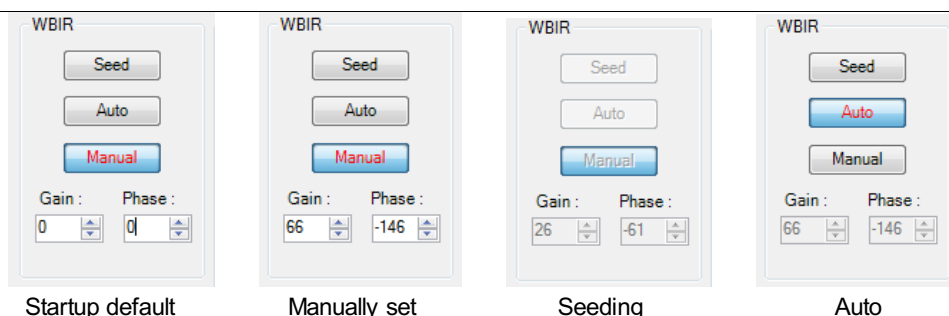 WBIR
Seed
Auto
Manual
Gain : Phase :
0 0
Startup default
WBIR
Seed
Auto
Manual
Gain : Phase :
66 -146
Manually set
WBIR
Seed
Auto
Manual
Gain : Phase :
26 -61
Seeding
WBIR
Seed
Auto
Manual
Gain : Phase :
66 -146
Auto